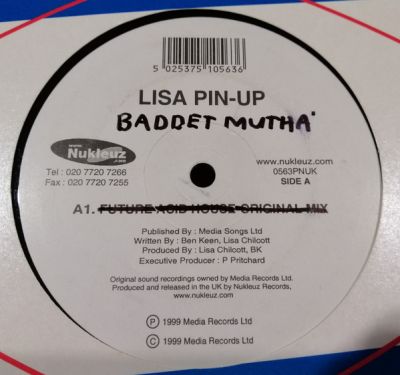 5 025375 105636
LISA PIN-UP
BADDET MUTHA'
www.
Nukleuz
.com
Tel : 020 7720 7266
Fax : 020 7720 7255
www.nukleuz.com
0563PNUK
SIDE A
A1. FUTURE ACID HOUSE ORIGINAL MIX
Published By : Media Songs Ltd
Written By : Ben Keen, Lisa Chilcott
Produced By : Lisa Chilcott, BK
Executive Producer : P Pritchard
Original sound recordings owned by Media Records Ltd.
Produced and released in the UK by Nukleuz Records,
www.nukleuz.com
Ⓟ 1999 Media Records Ltd
© 1999 Media Records Ltd